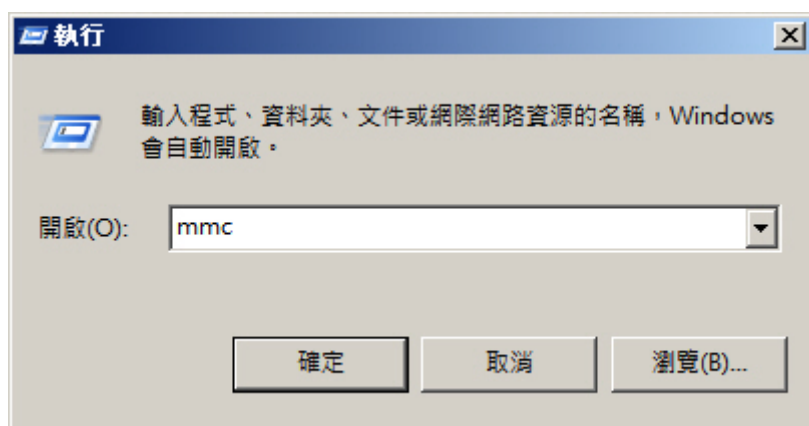 執行
輸入程式、資料夾、文件或網際網路資源的名稱，Windows
會自動開啟。
開啟(O): mmc
確定 取消 瀏覽(B)...